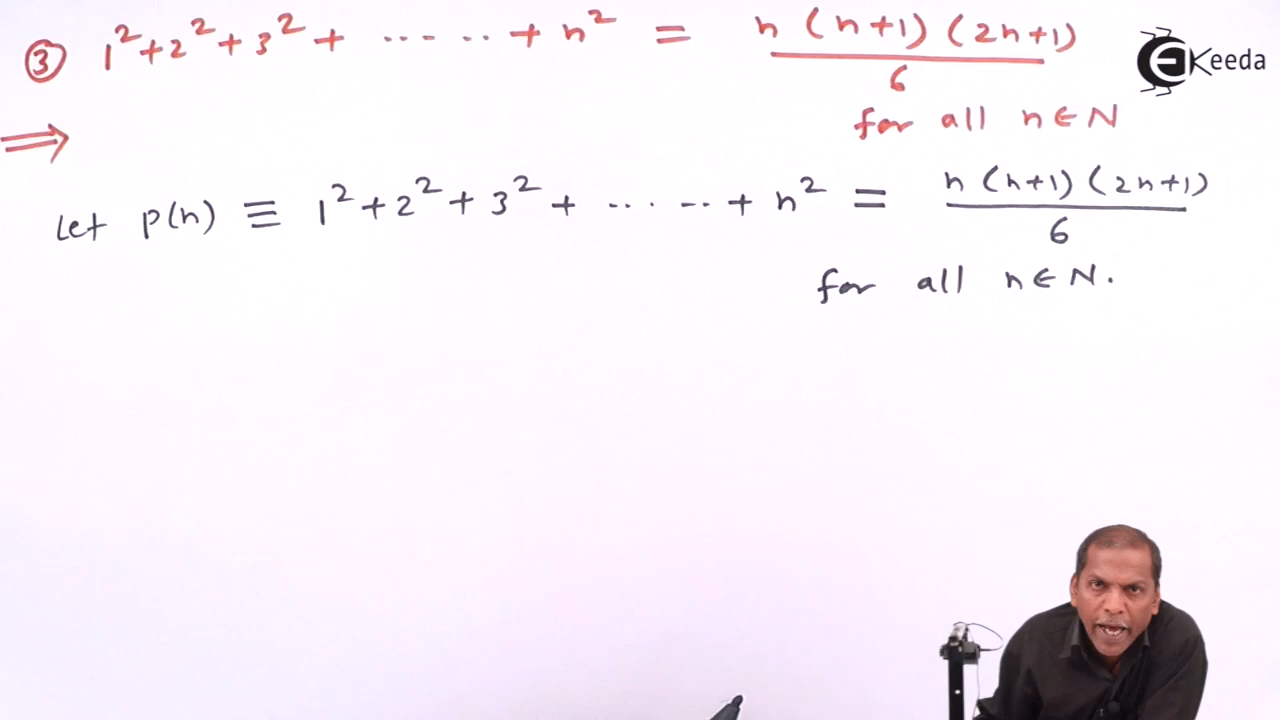 ③ 1² + 2² + 3² + ......... + n² = n (n+1) (2n+1) / 6
EKeeda
for all n ∈ N
⟹
Let p(n) ≡ 1² + 2² + 3² + ......... + n² = n (n+1) (2n+1) / 6
for all n ∈ N.